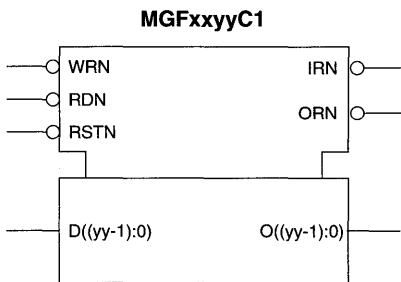 MGFxxyyC1
WRN IRN
RDN ORN
RSTN
D((yy-1):0) O((yy-1):0)